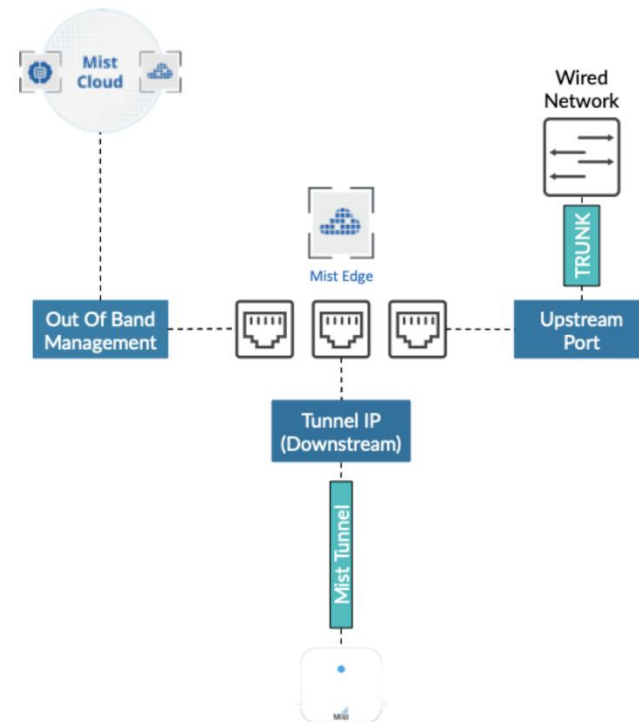 Mist
Cloud
Wired
Network
TRUNK
Mist Edge
Out Of Band
Management
Upstream
Port
Tunnel IP
(Downstream)
Mist Tunnel
Mist